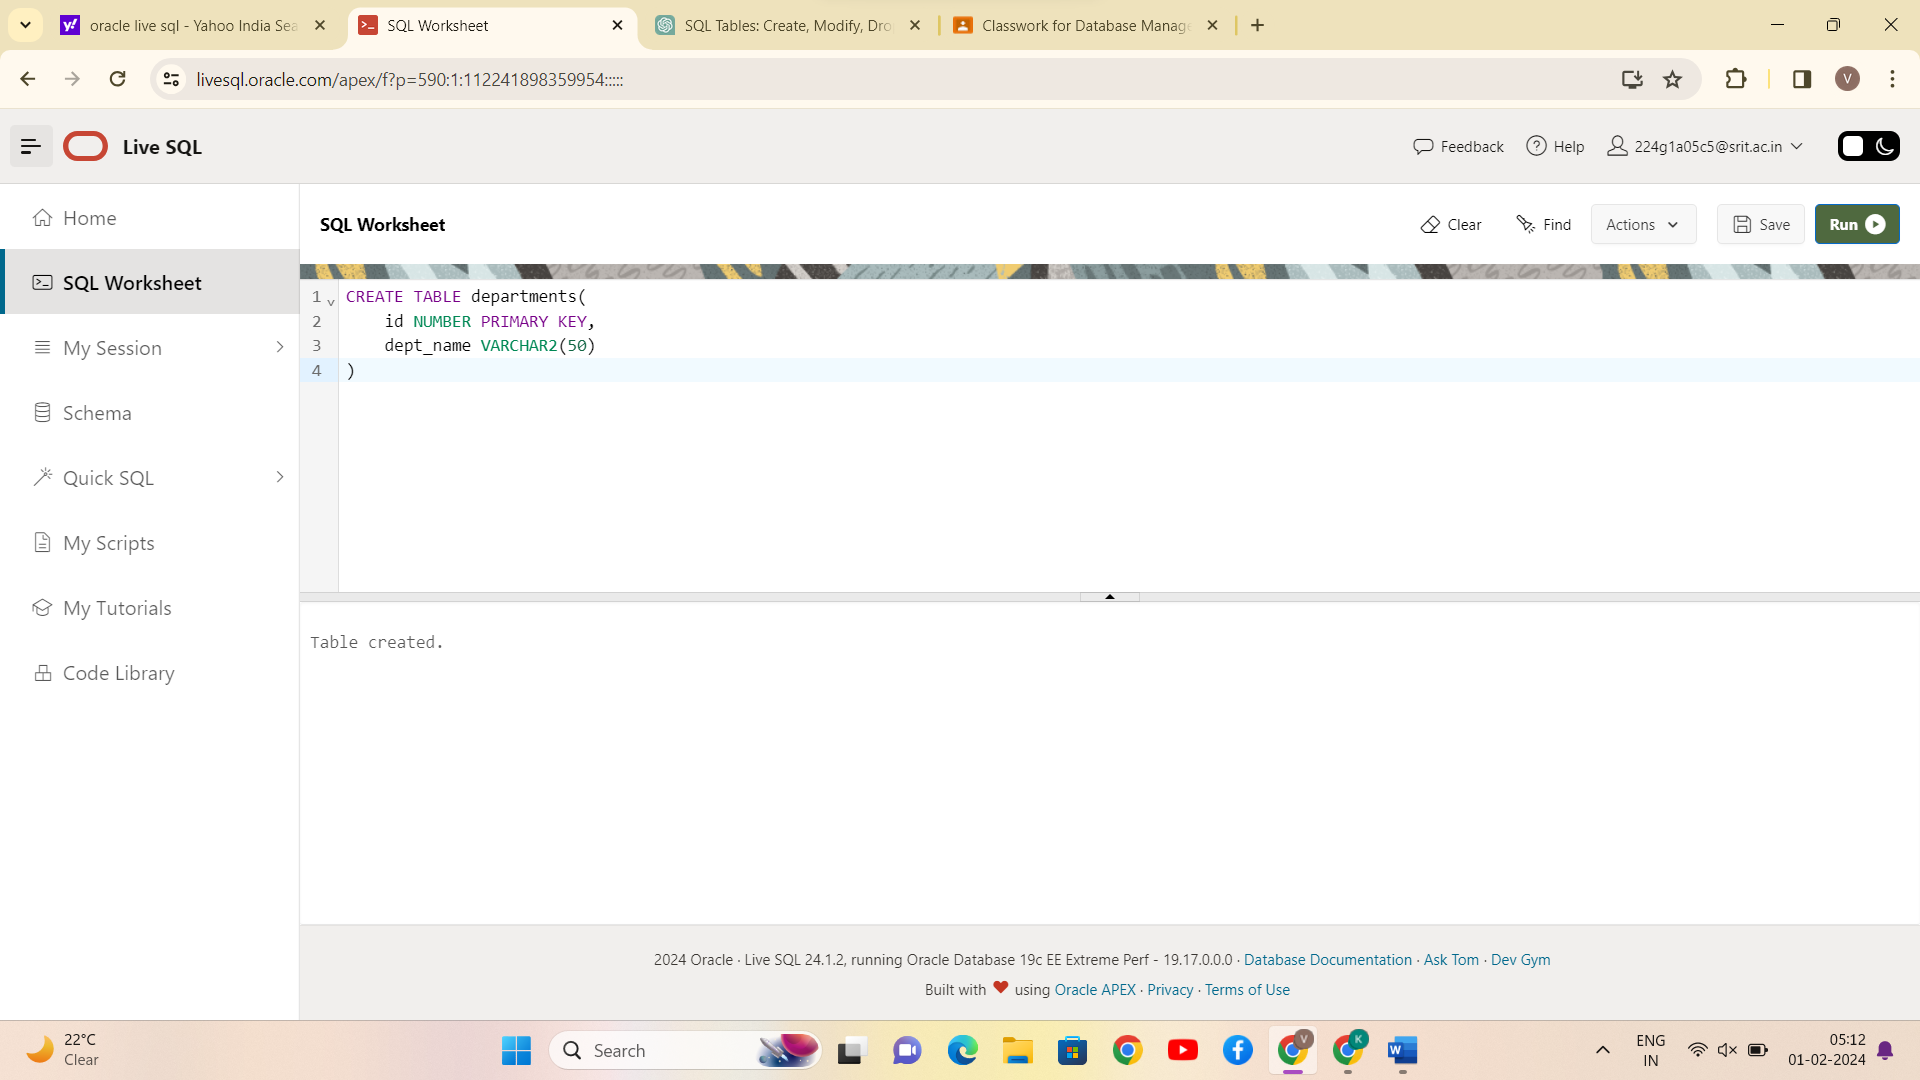 oracle live sql - Yahoo India Sea
SQL Worksheet
SQL Tables: Create, Modify, Dro
Classwork for Database Manage
livesql.oracle.com/apex/f?p=590:1:112241898359954:::::
V
Live SQL
Feedback
Help
224g1a05c5@srit.ac.in
Home
SQL Worksheet
My Session
Schema
Quick SQL
My Scripts
My Tutorials
Code Library
SQL Worksheet
Clear
Find
Actions
Save
Run
1 CREATE TABLE departments(
2 id NUMBER PRIMARY KEY,
3 dept_name VARCHAR2(50)
4 )
Table created.
2024 Oracle · Live SQL 24.1.2, running Oracle Database 19c EE Extreme Perf - 19.17.0.0.0 · Database Documentation · Ask Tom · Dev Gym
Built with ❤ using Oracle APEX · Privacy · Terms of Use
22°C
Clear
Search
V
K
W
ENG
IN
05:12
01-02-2024